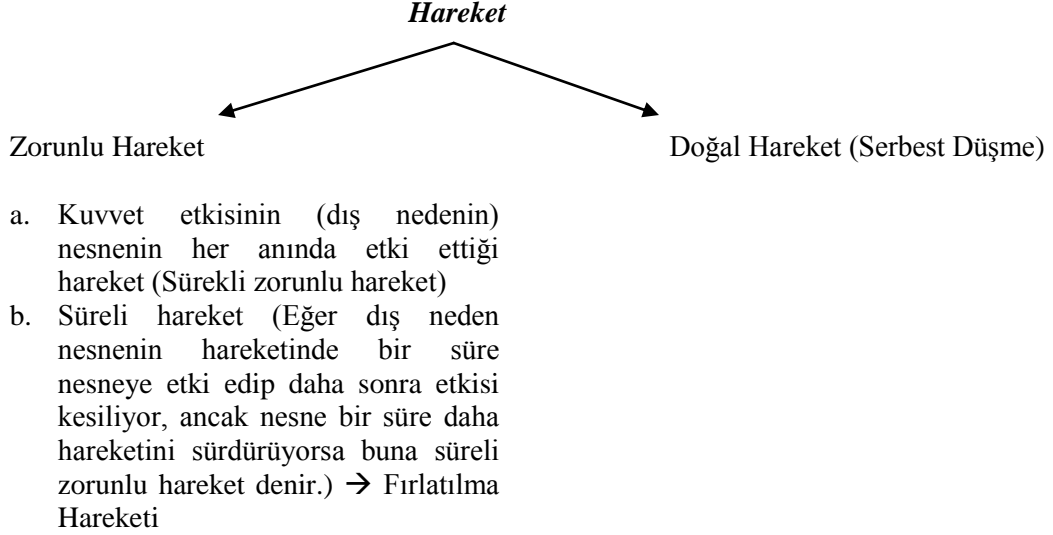 Hareket
Zorunlu Hareket
Doğal Hareket (Serbest Düşme)
a. Kuvvet etkisinin (dış nedenin)
nesnenin her anında etki ettiği
hareket (Sürekli zorunlu hareket)
b. Süreli hareket (Eğer dış neden
nesnenin hareketinde bir süre
nesneye etki edip daha sonra etkisi
kesiliyor, ancak nesne bir süre daha
hareketini sürdürüyorsa buna süreli
zorunlu hareket denir.) → Fırlatılma
Hareketi